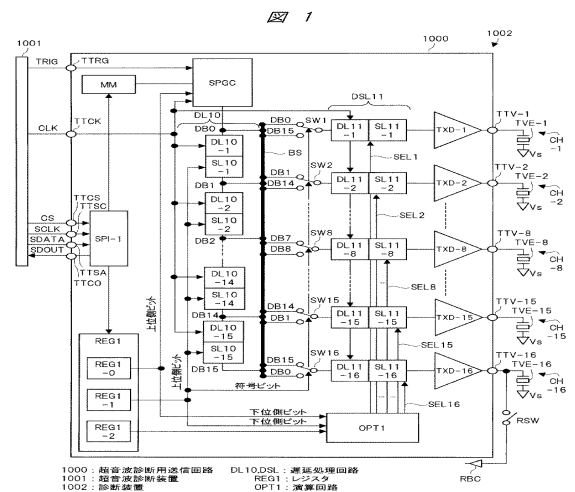 図 1
1001
1000
1002
TRIG
TTRG
SPGC
MM
CLK
TTCK
DL10
DB0
DL10
-1
SL10
-1
DB1
DL10
-2
SL10
-2
DB2
DL10
-14
SL10
-14
DB14
DL10
-15
SL10
-15
DB15
BS
DB0
DB15
SW1
DB1
DB14
SW2
DB7
DB8
SW8
DB14
DB1
SW15
DB15
DB0
SW16
DSL11
DL11
-1
SL11
-1
SEL1
DL11
-2
SL11
-2
SEL2
DL11
-8
SL11
-8
SEL8
DL11
-15
SL11
-15
SEL15
DL11
-16
SL11
-16
SEL16
TXD-1
TXD-2
TXD-8
TXD-15
TXD-16
TTV-1
TVE-1
CH
-1
Vs
TTV-2
TVE-2
CH
-2
Vs
TTV-8
TVE-8
CH
-8
Vs
TTV-15
TVE-15
CH
-15
Vs
TTV-16
TVE-16
CH
-16
Vs
RSW
RBC
CS
TTCS
SCLK
TTSC
SDATA
SDOUT
TTSA
TTCO
SPI-1
上位側ビット
上位側ビット
REG1
REG1
-0
REG1
-1
REG1
-2
符号ビット
下位側ビット
下位側ビット
OPT1
1000：超音波診断用送信回路
DL10,DSL：遅延処理回路
1001：超音波診断装置
REG1：レジスタ
1002：診断装置
OPT1：演算回路